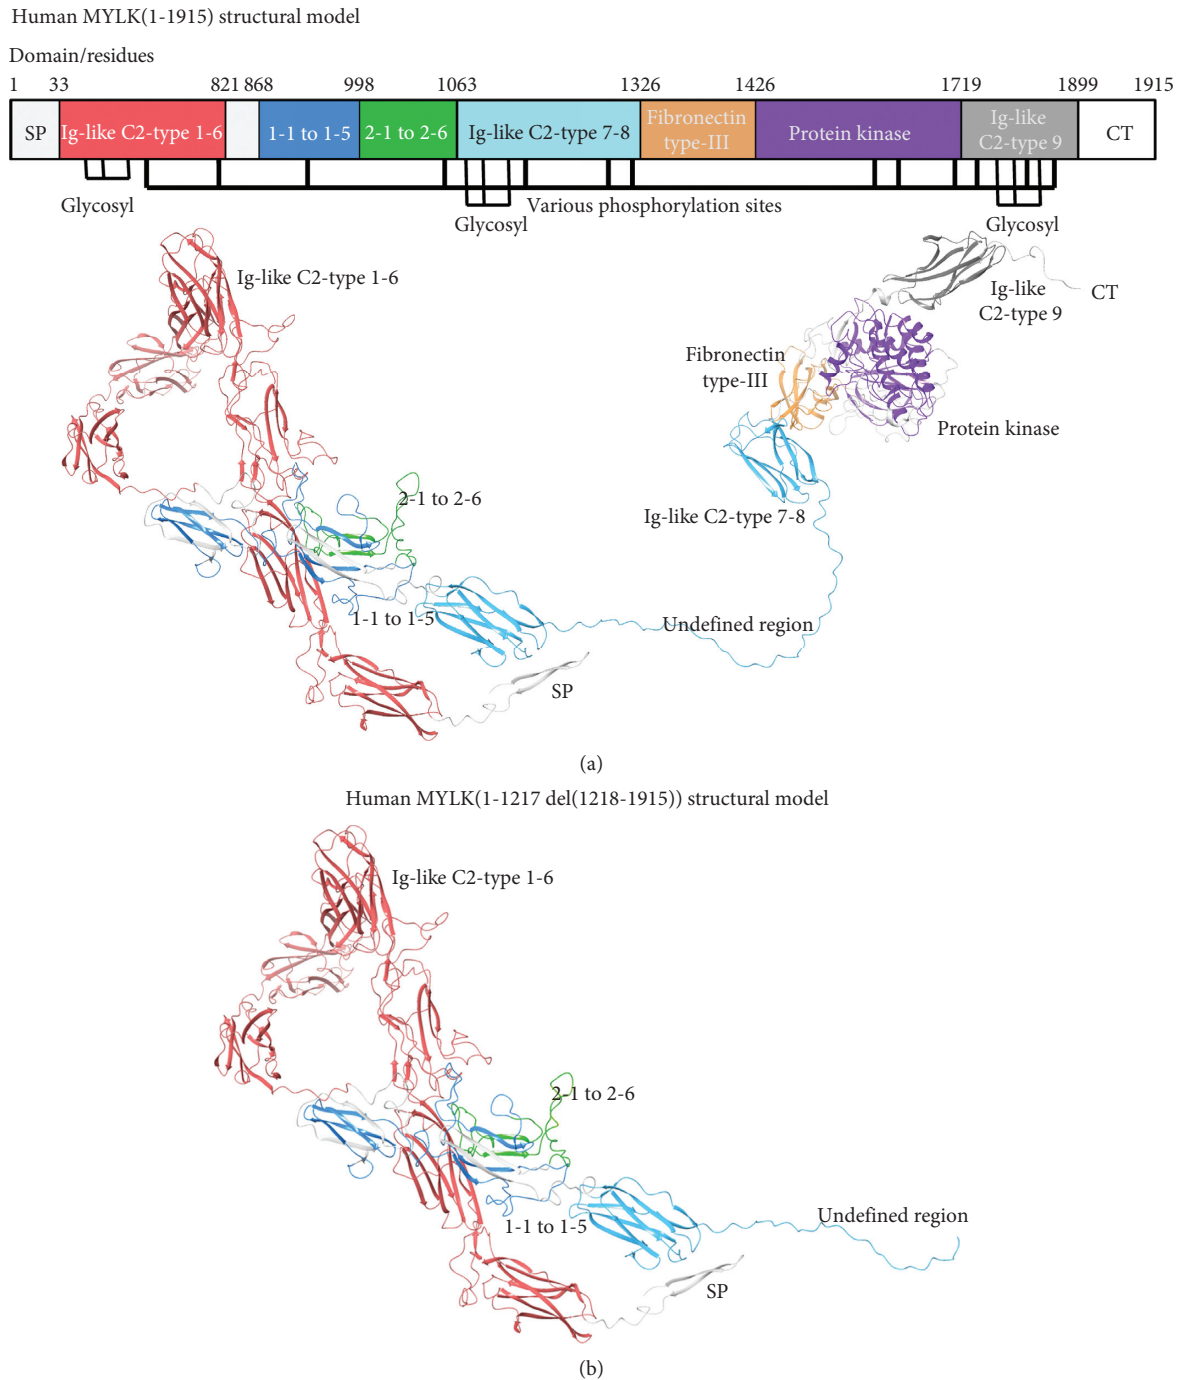 Human MYLK(1-1915) structural model
Domain/residues
1 33 821 868 998 1063 1326 1426 1719 1899 1915
SP
Ig-like C2-type 1-6
1-1 to 1-5
2-1 to 2-6
Ig-like C2-type 7-8
Fibronectin
type-III
Protein kinase
Ig-like
C2-type 9
CT
Glycosyl
Glycosyl
Various phosphorylation sites
Glycosyl
Ig-like C2-type 1-6
Ig-like
C2-type 9
CT
Fibronectin
type-III
Protein kinase
2-1 to 2-6
Ig-like C2-type 7-8
1-1 to 1-5
Undefined region
SP
(a)
Human MYLK(1-1217 del(1218-1915)) structural model
Ig-like C2-type 1-6
2-1 to 2-6
1-1 to 1-5
Undefined region
SP
(b)